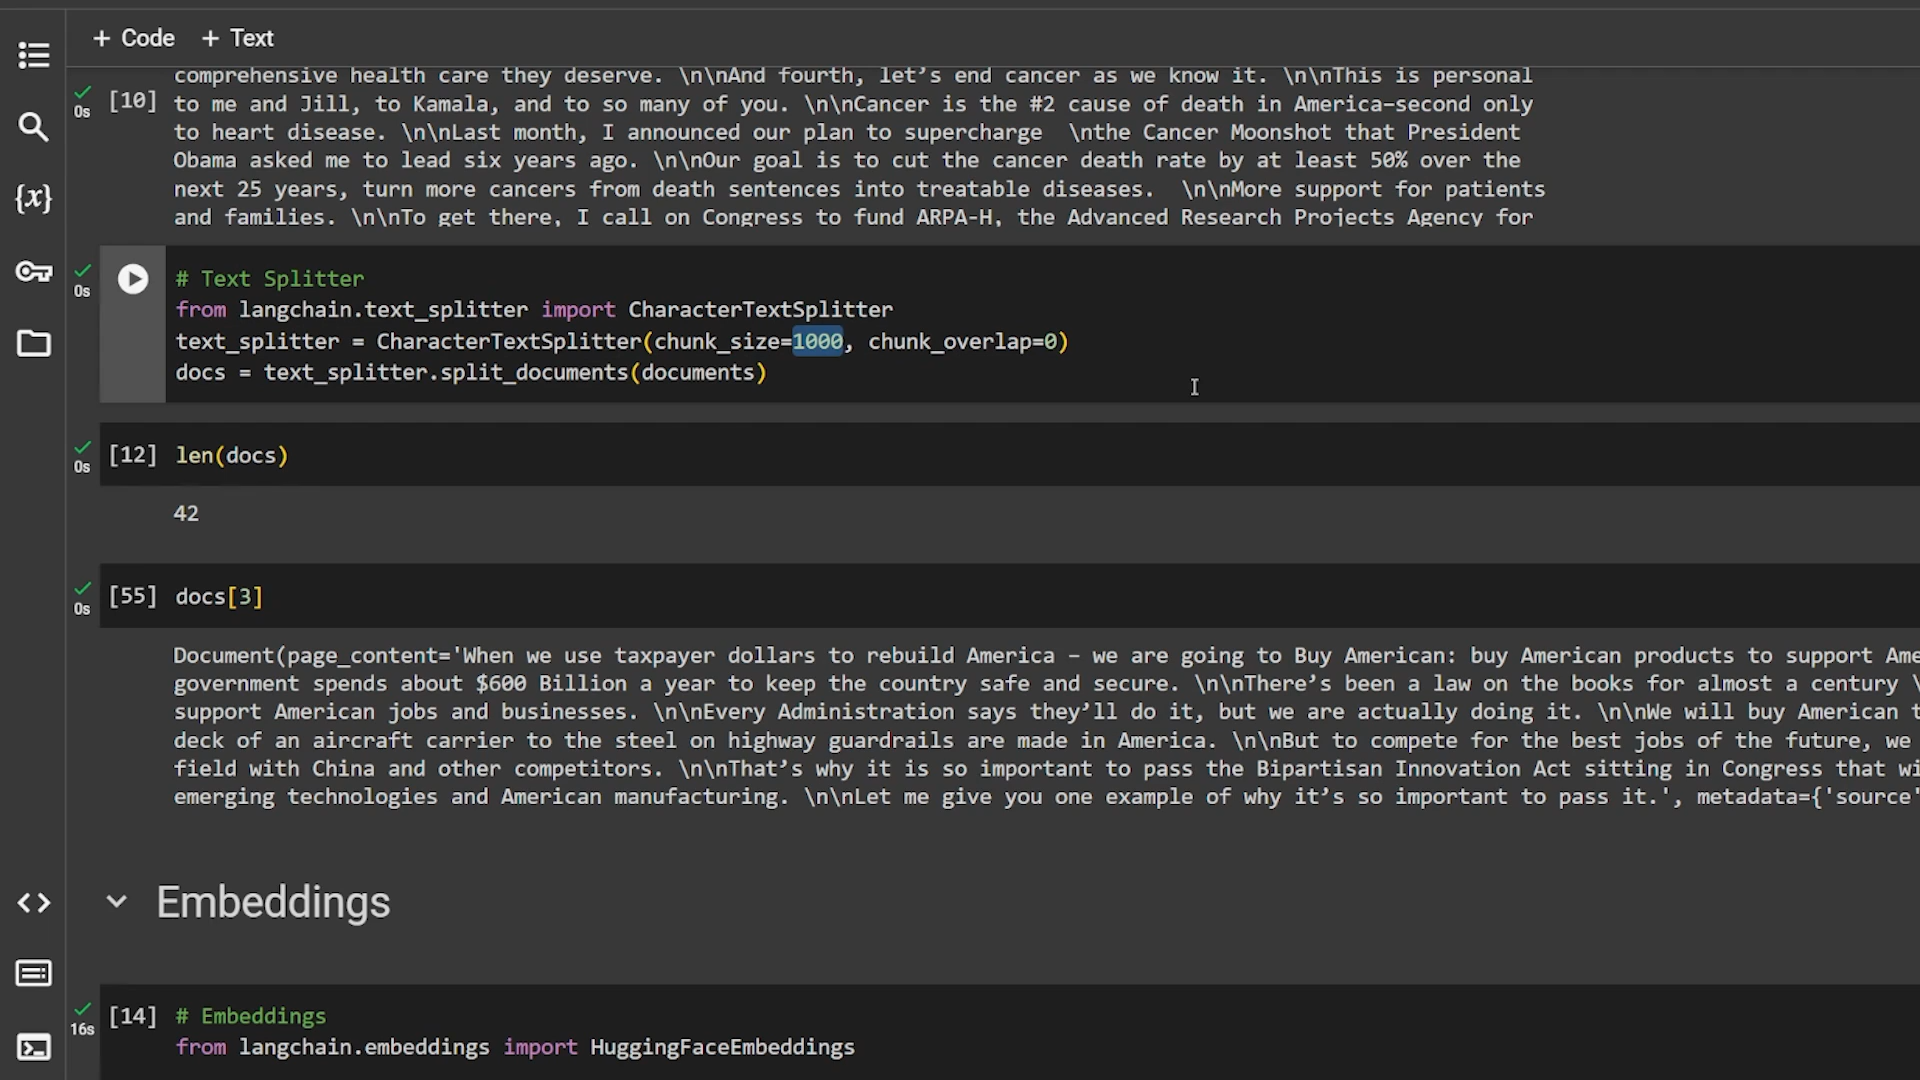 + Code + Text
comprehensive health care they deserve. \n\nAnd fourth, let’s end cancer as we know it. \n\nThis is personal
0s [10] to me and Jill, to Kamala, and to so many of you. \n\nCancer is the #2 cause of death in America–second only
to heart disease. \n\nLast month, I announced our plan to supercharge  \nthe Cancer Moonshot that President
Obama asked me to lead six years ago. \n\nOur goal is to cut the cancer death rate by at least 50% over the
next 25 years, turn more cancers from death sentences into treatable diseases.  \n\nMore support for patients
and families. \n\nTo get there, I call on Congress to fund ARPA-H, the Advanced Research Projects Agency for
{x}
0s # Text Splitter
from langchain.text_splitter import CharacterTextSplitter
text_splitter = CharacterTextSplitter(chunk_size=1000, chunk_overlap=0)
docs = text_splitter.split_documents(documents)
0s [12] len(docs)
42
0s [55] docs[3]
Document(page_content='When we use taxpayer dollars to rebuild America – we are going to Buy American: buy American products to support Ame
government spends about $600 Billion a year to keep the country safe and secure. \n\nThere’s been a law on the books for almost a century \
support American jobs and businesses. \n\nEvery Administration says they’ll do it, but we are actually doing it. \n\nWe will buy American t
deck of an aircraft carrier to the steel on highway guardrails are made in America. \n\nBut to compete for the best jobs of the future, we
field with China and other competitors. \n\nThat’s why it is so important to pass the Bipartisan Innovation Act sitting in Congress that wi
emerging technologies and American manufacturing. \n\nLet me give you one example of why it’s so important to pass it.', metadata={'source'
Embeddings
16s [14] # Embeddings
from langchain.embeddings import HuggingFaceEmbeddings